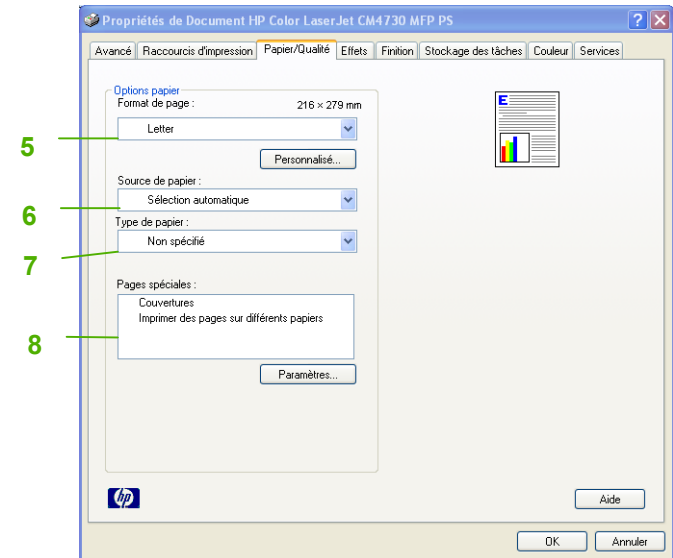 Propriétés de Document HP Color LaserJet CM4730 MFP PS
Avancé Raccourcis d'impression Papier/Qualité Effets Finition Stockage des tâches Couleur Services
Options papier
Format de page : 216 × 279 mm
5 Letter
Personnalisé...
Source de papier :
6 Sélection automatique
Type de papier :
7 Non spécifié
Pages spéciales :
Couvertures
Imprimer des pages sur différents papiers
8
Paramètres...
E
hp
Aide
OK Annuler